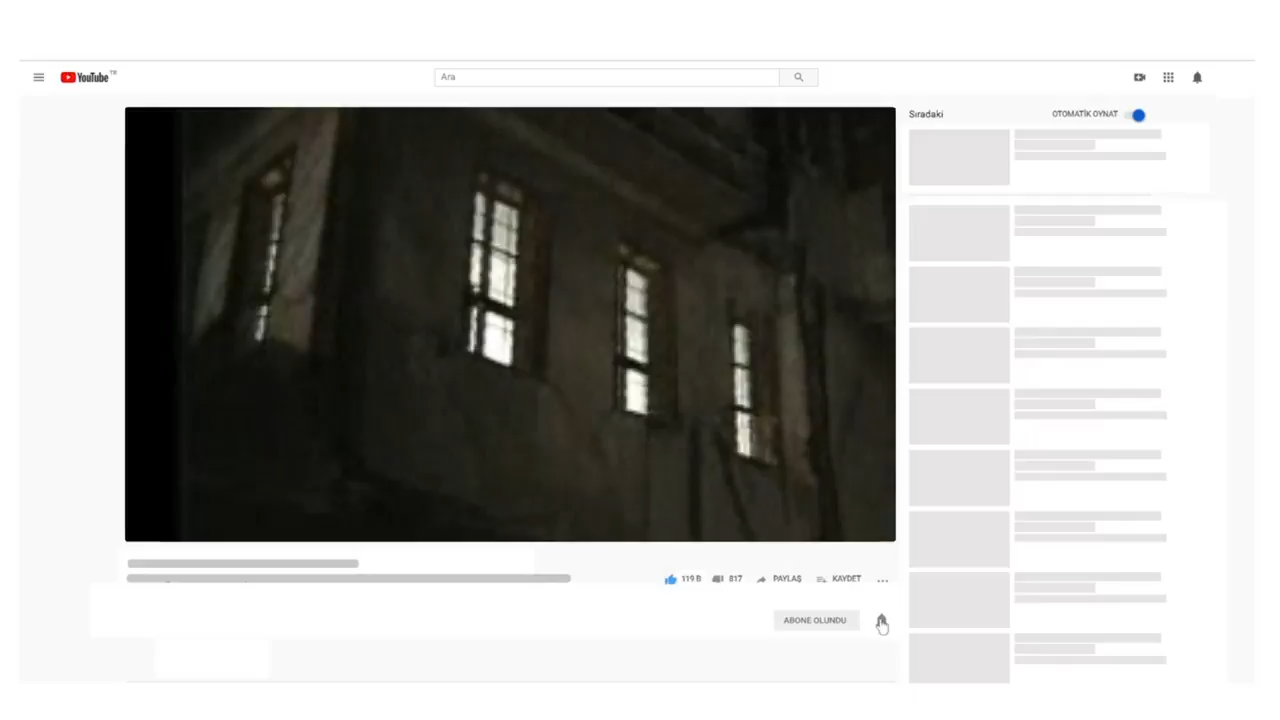 YouTube TR
Ara
Sıradaki
OTOMATİK OYNAT
119 B
817
PAYLAŞ
KAYDET
ABONE OLUNDU